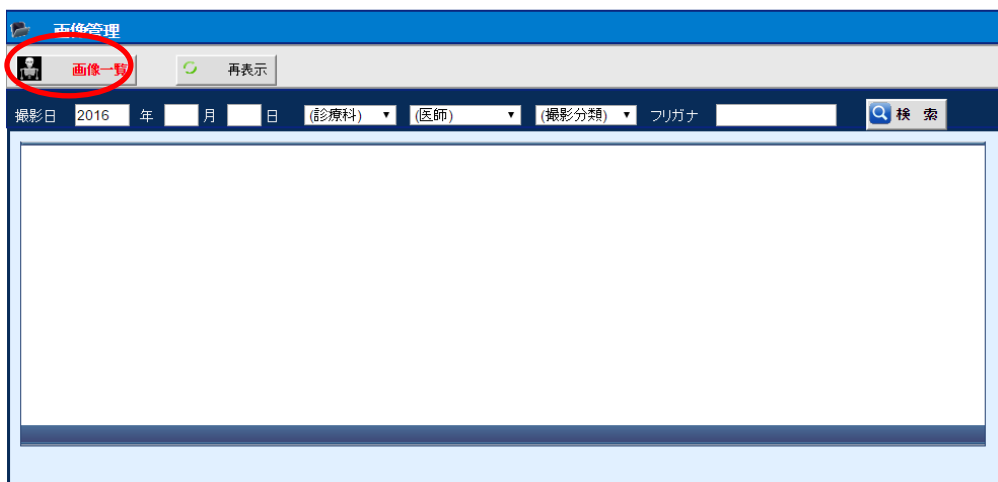 画像管理
画像一覧 再表示
撮影日 2016 年 月 日 (診療科) (医師) (撮影分類) フリガナ 検 索